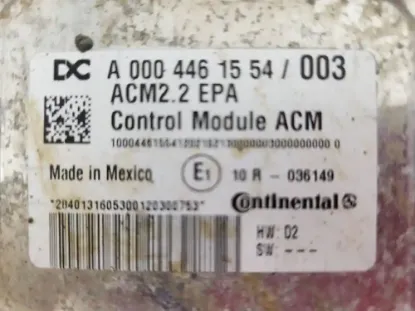 DC A 000 446 15 54 / 003
ACM2.2 EPA
Control Module ACM
Made in Mexico E1 10 R - 036149
*2840131605300120300753*
Continental
HW: 02
SW: ---